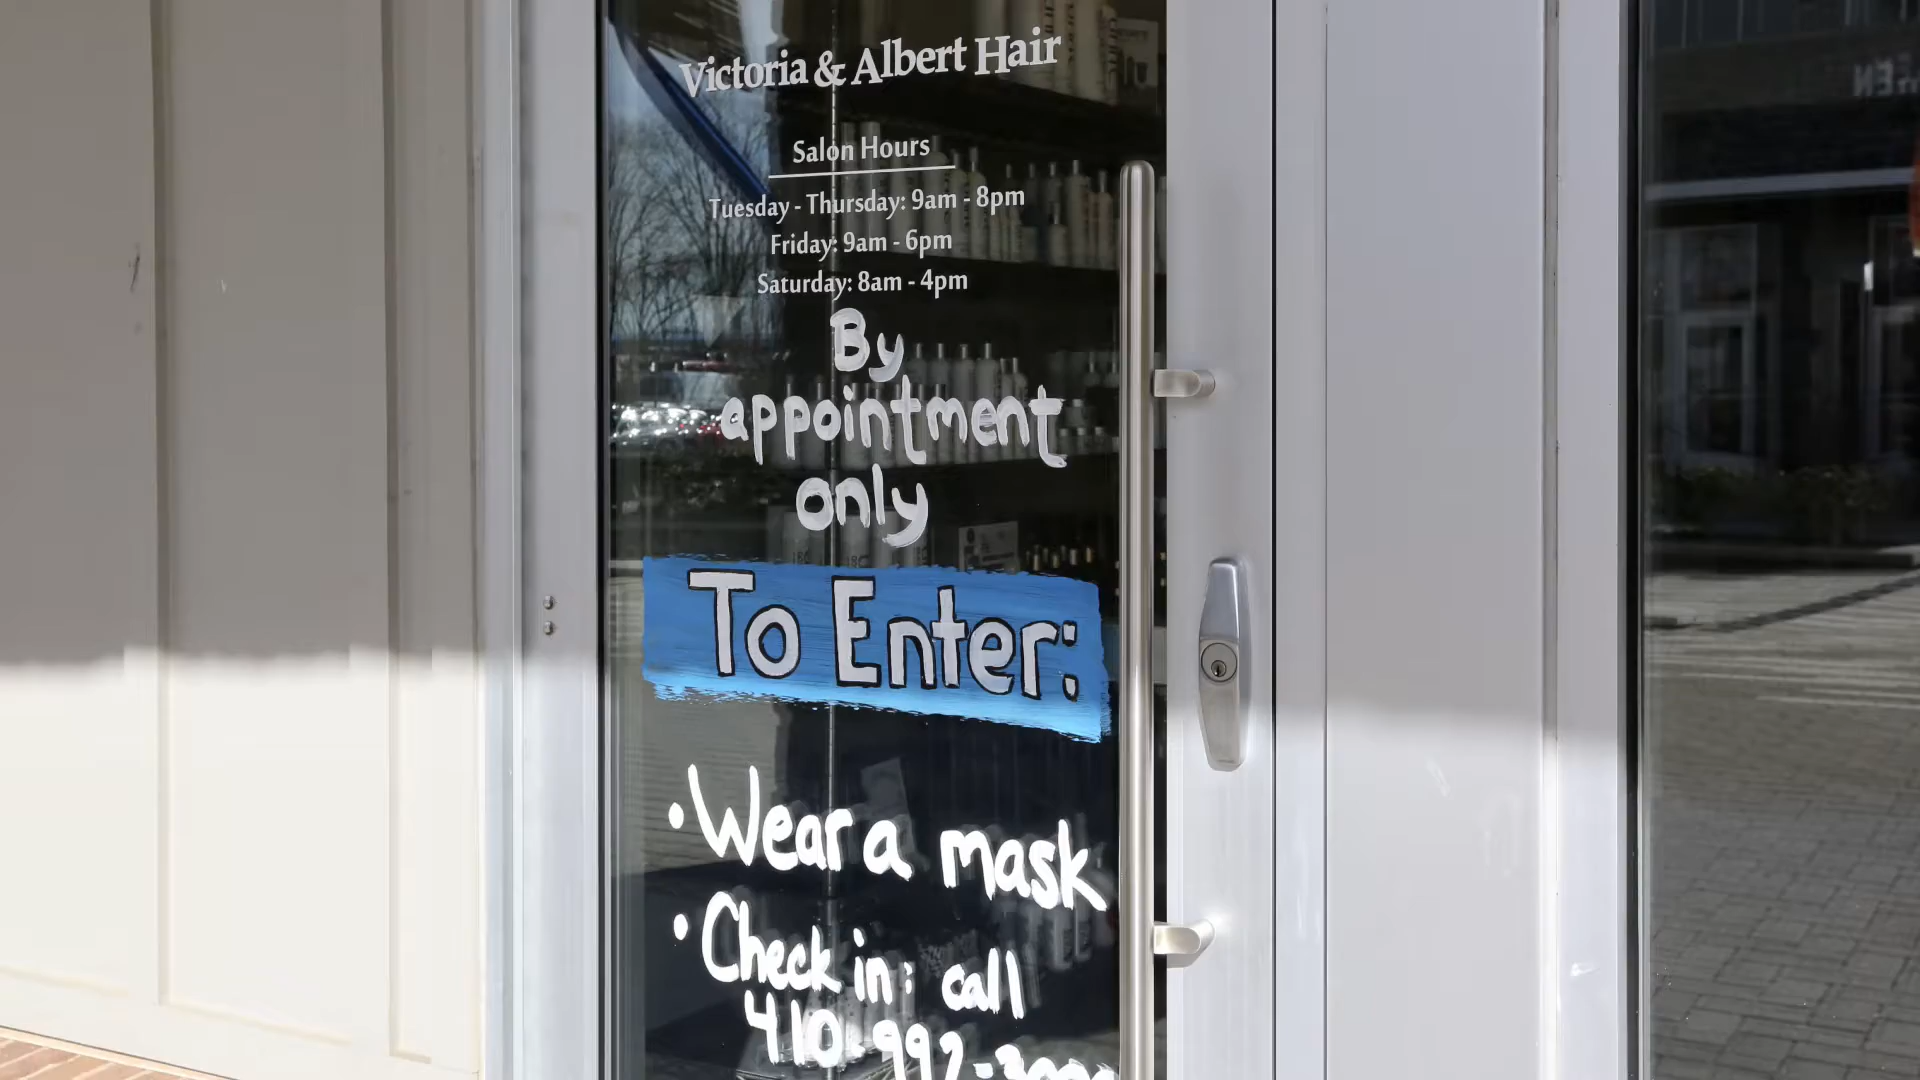 Victoria & Albert Hair
Salon Hours
Tuesday - Thursday: 9am - 8pm
Friday: 9am - 6pm
Saturday: 8am - 4pm
By
appointment
only
To Enter:
• Wear a mask
• Check in: call